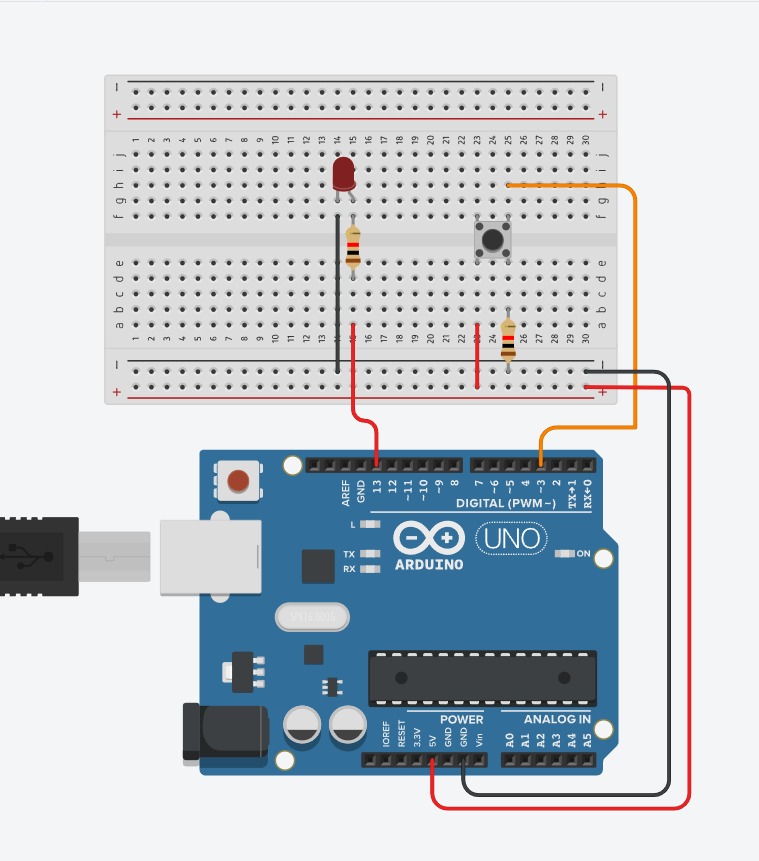 − −
+ +
1 2 3 4 5 6 7 8 9 10 11 12 13 14 15 16 17 18 19 20 21 22 23 24 25 26 27 28 29 30
j j
i i
h h
g g
f f
e e
d d
c c
b b
a a
1 2 3 4 5 6 7 8 9 10 11 12 13 15 16 17 18 19 20 21 22 24 25 26 27 28 29 30
− −
+ +
AREF GND 13 12 ~11 ~10 ~9 8 7 ~6 ~5 4 ~3 2 TX→1 RX←0
DIGITAL (PWM~)
L
TX
RX
UNO
ON
ARDUINO
POWER
ANALOG IN
IOREF RESET 3.3V 5V GND GND Vin A0 A1 A2 A3 A4 A5